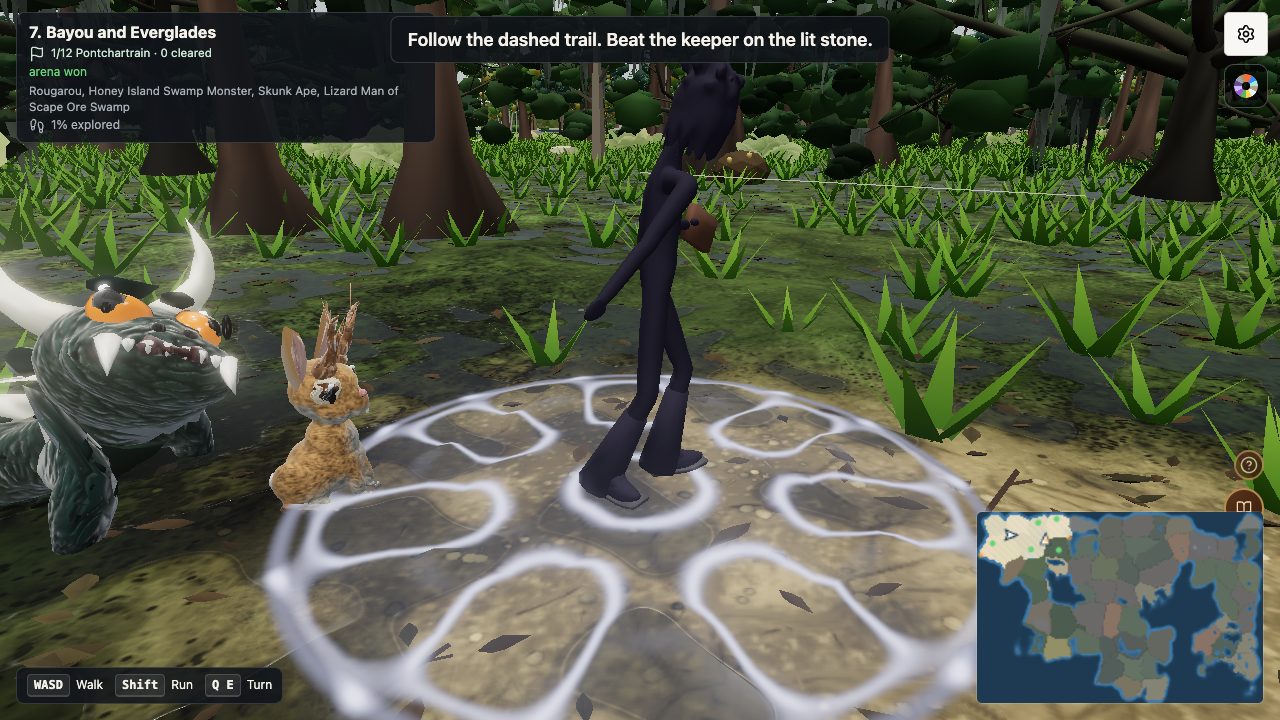 7. Bayou and Everglades
1/12 Pontchartrain · 0 cleared
arena won
Rougarou, Honey Island Swamp Monster, Skunk Ape, Lizard Man of
Scape Ore Swamp
1% explored
Follow the dashed trail. Beat the keeper on the lit stone.
?
WASD Walk Shift Run Q E Turn